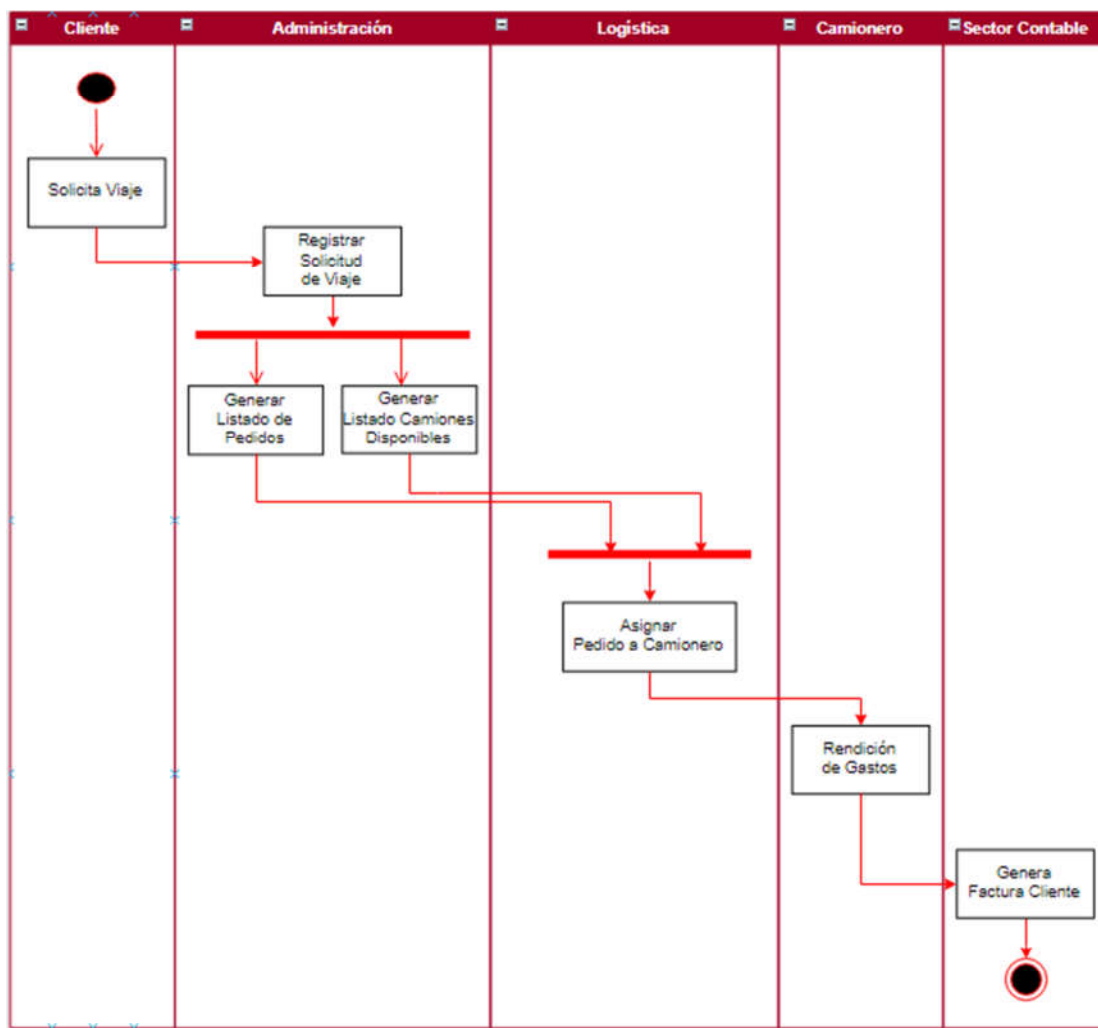 Cliente
Administración
Logística
Camionero
Sector Contable
Solicita Viaje
Registrar
Solicitud
de Viaje
Generar
Listado de
Pedidos
Generar
Listado Camiones
Disponibles
Asignar
Pedido a Camionero
Rendición
de Gastos
Genera
Factura Cliente